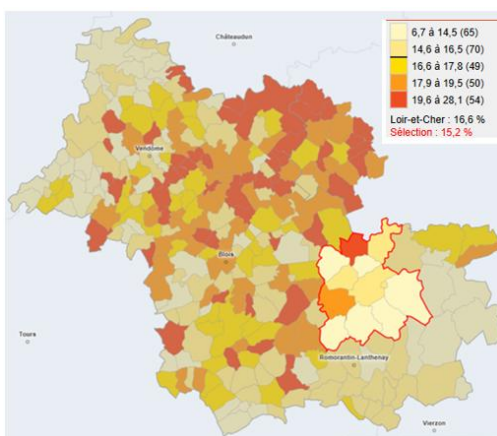 Châteaudun
6,7 à 14,5 (65)
14,6 à 16,5 (70)
16,6 à 17,8 (49)
17,9 à 19,5 (50)
19,6 à 28,1 (54)
Loir-et-Cher : 16,6 %
Sélection : 15,2 %
Vendôme
Blois
Tours
Romorantin-Lanthenay
Vierzon